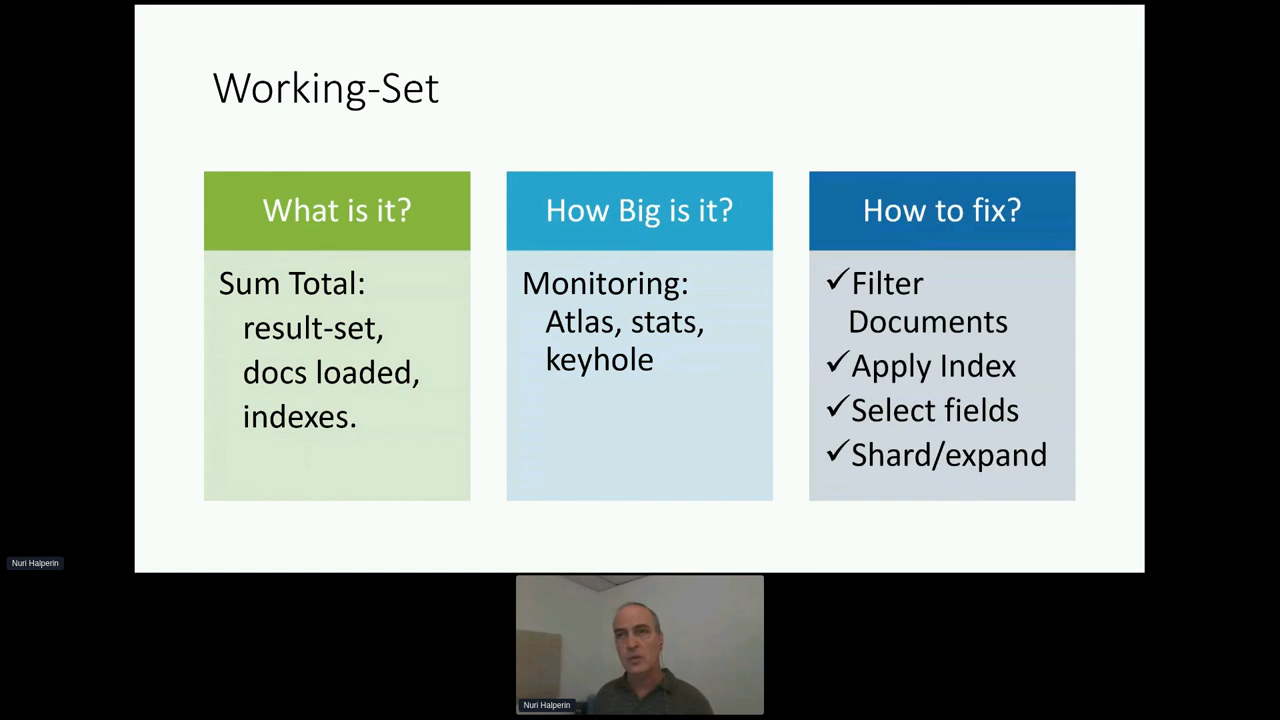 Working-Set
What is it?
Sum Total:
result-set,
docs loaded,
indexes.
How Big is it?
Monitoring:
Atlas, stats,
keyhole
How to fix?
✓Filter
Documents
✓Apply Index
✓Select fields
✓Shard/expand
Nuri Halperin
Nuri Halperin